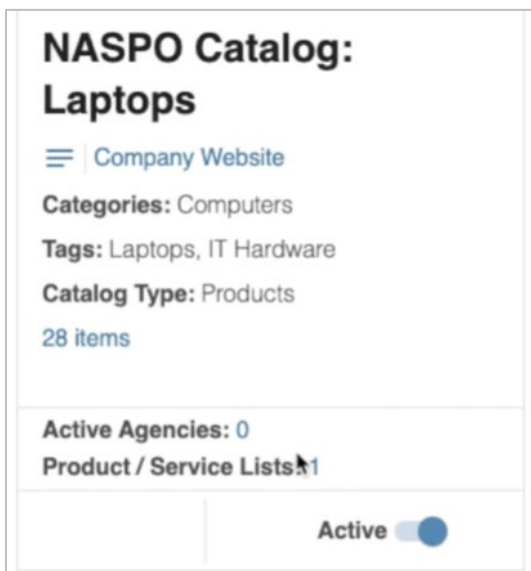 NASPO Catalog:
Laptops
Company Website
Categories: Computers
Tags: Laptops, IT Hardware
Catalog Type: Products
28 items
Active Agencies: 0
Product / Service Lists: 1
Active